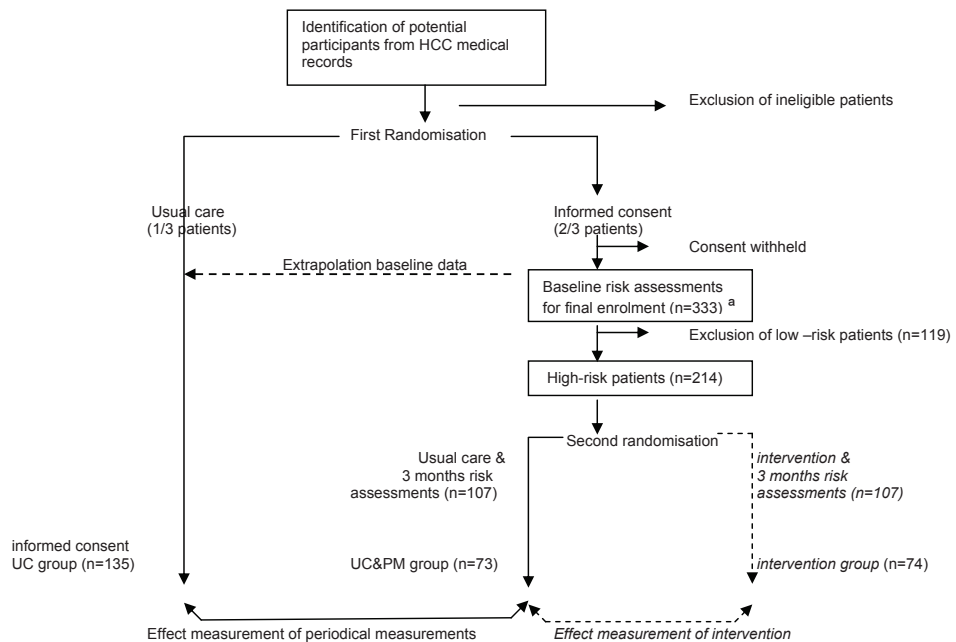 Identification of potential
participants from HCC medical
records
Exclusion of ineligible patients
First Randomisation
Usual care
(1/3 patients)
Informed consent
(2/3 patients)
Consent withheld
Extrapolation baseline data
Baseline risk assessments
for final enrolment (n=333) a
Exclusion of low –risk patients (n=119)
High-risk patients (n=214)
Second randomisation
Usual care &
3 months risk
assessments (n=107)
intervention &
3 months risk
assessments (n=107)
informed consent
UC group (n=135)
UC&PM group (n=73)
intervention group (n=74)
Effect measurement of periodical measurements
Effect measurement of intervention